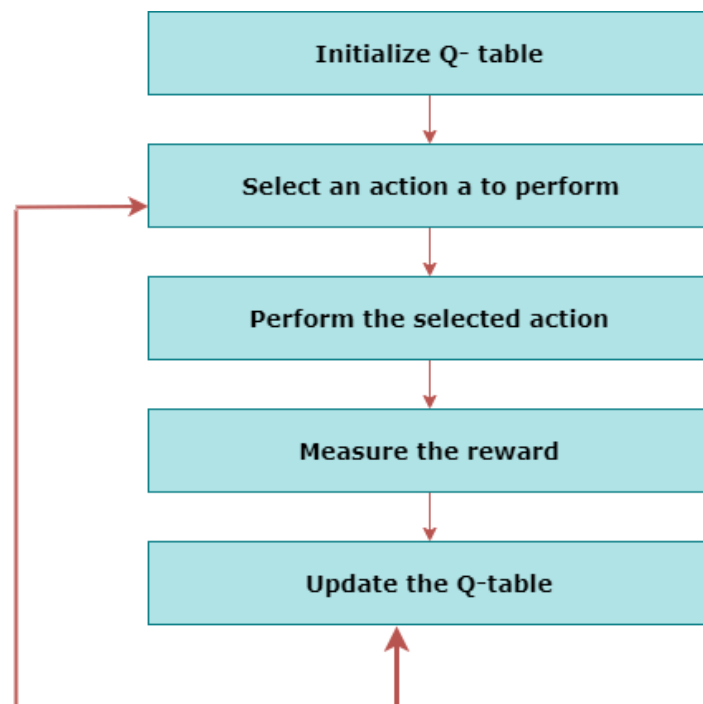 Initialize Q- table
Select an action a to perform
Perform the selected action
Measure the reward
Update the Q-table